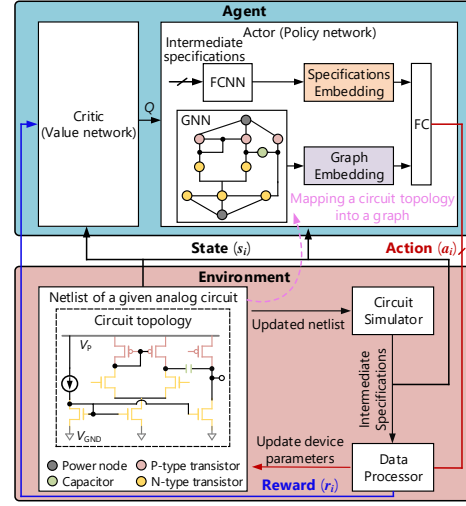 Agent
Actor (Policy network)
Intermediate
specifications
FCNN
Specifications
Embedding
Critic
(Value network)
Q
FC
GNN
Graph
Embedding
Mapping a circuit topology
into a graph
State (si)
Action (ai)
Environment
Netlist of a given analog circuit
Circuit topology
VP
VGND
Updated netlist
Circuit
Simulator
Intermediate
Specifications
Update device
parameters
Data
Processor
Power node
P-type transistor
Capacitor
N-type transistor
Reward (ri)